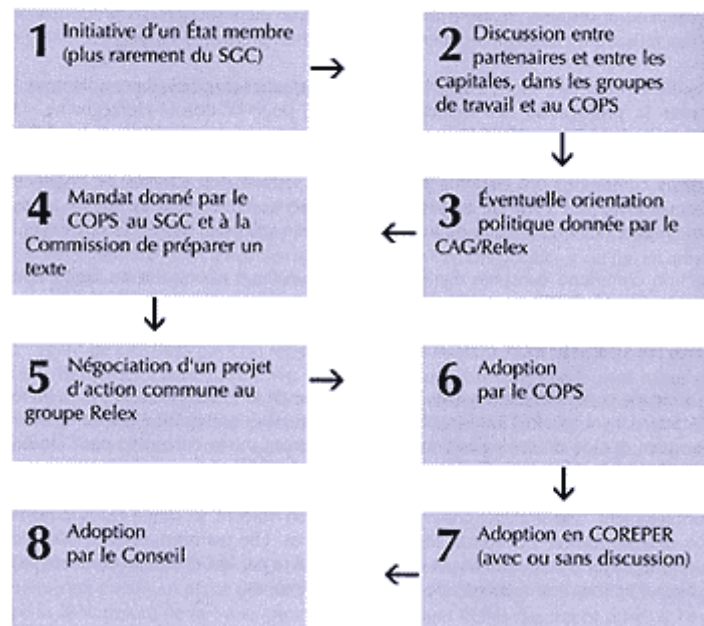 1 Initiative d'un État membre
(plus rarement du SGC)
2 Discussion entre
partenaires et entre les
capitales, dans les groupes
de travail et au COPS
3 Éventuelle orientation
politique donnée par le
CAG/Relex
4 Mandat donné par le
COPS au SGC et à la
Commission de préparer un
texte
5 Négociation d'un projet
d'action commune au
groupe Relex
6 Adoption
par le COPS
7 Adoption en COREPER
(avec ou sans discussion)
8 Adoption
par le Conseil